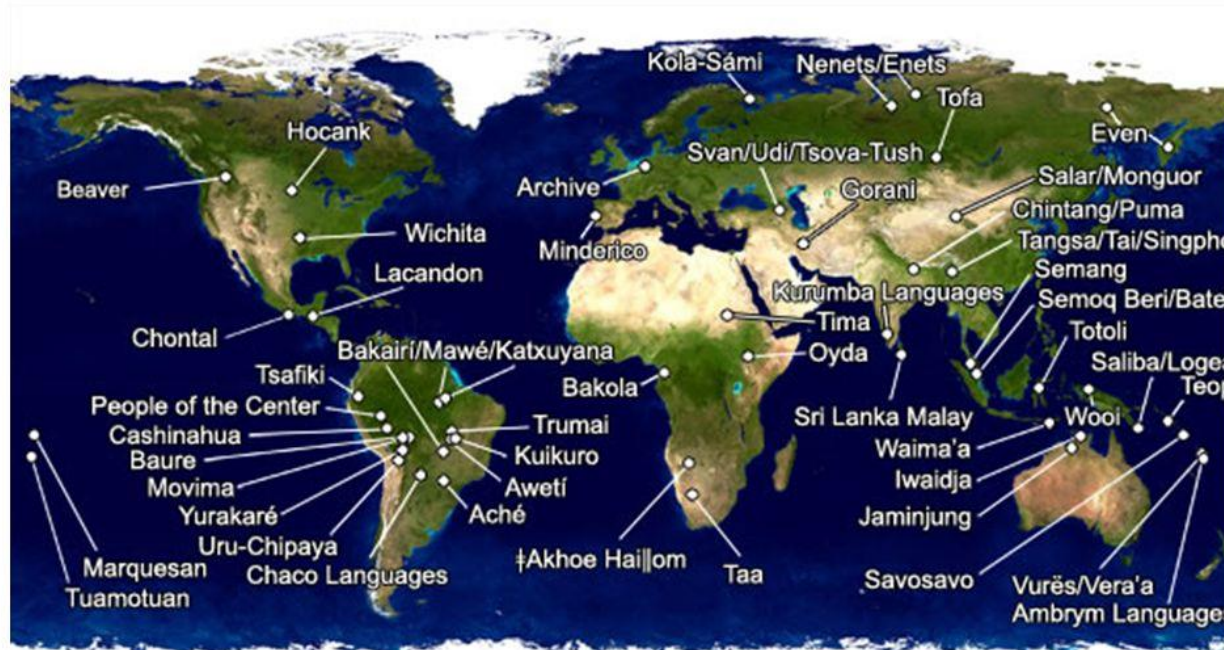 Kola-Sámi
Nenets/Enets
Tofa
Hocank
Even
Svan/Udi/Tsova-Tush
Beaver
Archive
Gorani
Salar/Monguor
Chintang/Puma
Wichita
Minderico
Tangsa/Tai/Singpho
Lacandon
Semang
Kurumba Languages
Semoq Beri/Bate
Chontal
Tima
Totoli
Bakairí/Mawé/Katxuyana
Oyda
Saliba/Logea
Tsafiki
Bakola
Teop
People of the Center
Sri Lanka Malay
Wooi
Cashinahua
Trumai
Waima'a
Baure
Kuikuro
Iwaidja
Movima
Awetí
Yurakaré
Aché
Jaminjung
Uru-Chipaya
ǂAkhoe Haiǁom
Marquesan
Chaco Languages
Taa
Savosavo
Vurës/Vera'a
Tuamotuan
Ambrym Language